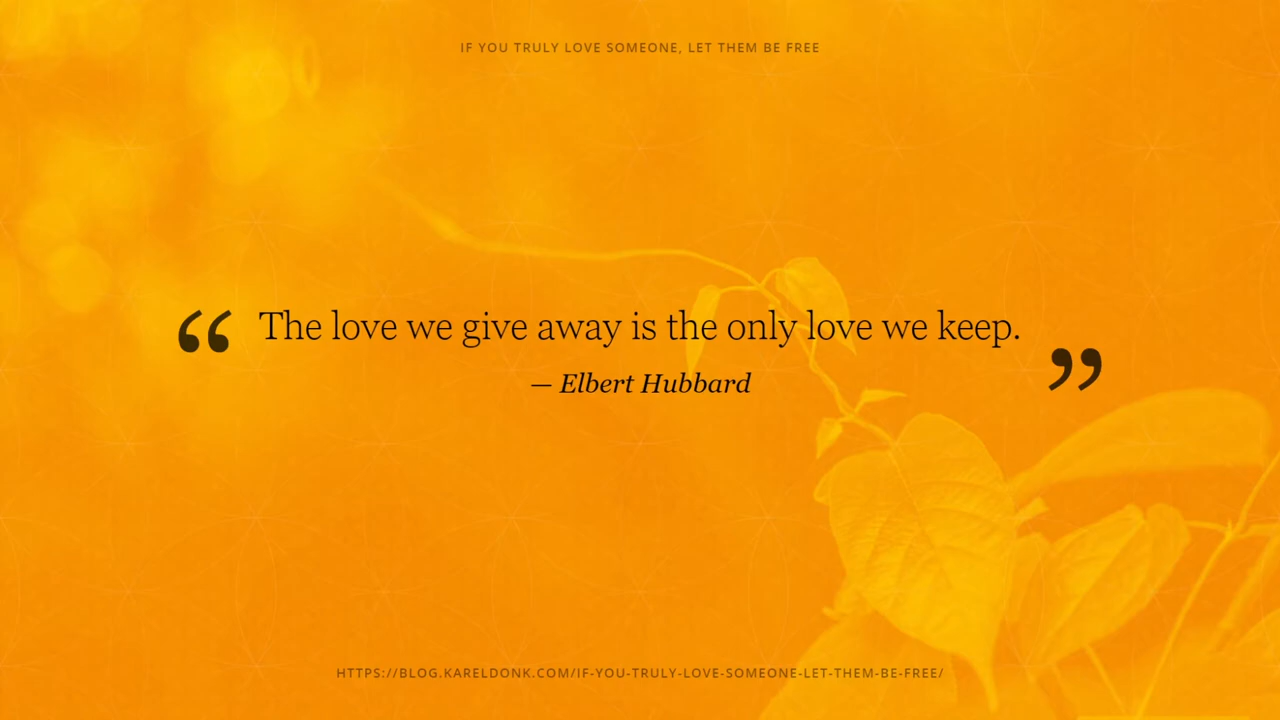 IF YOU TRULY LOVE SOMEONE, LET THEM BE FREE
“ The love we give away is the only love we keep. ”
— Elbert Hubbard
HTTPS://BLOG.KARELDONK.COM/IF-YOU-TRULY-LOVE-SOMEONE-LET-THEM-BE-FREE/